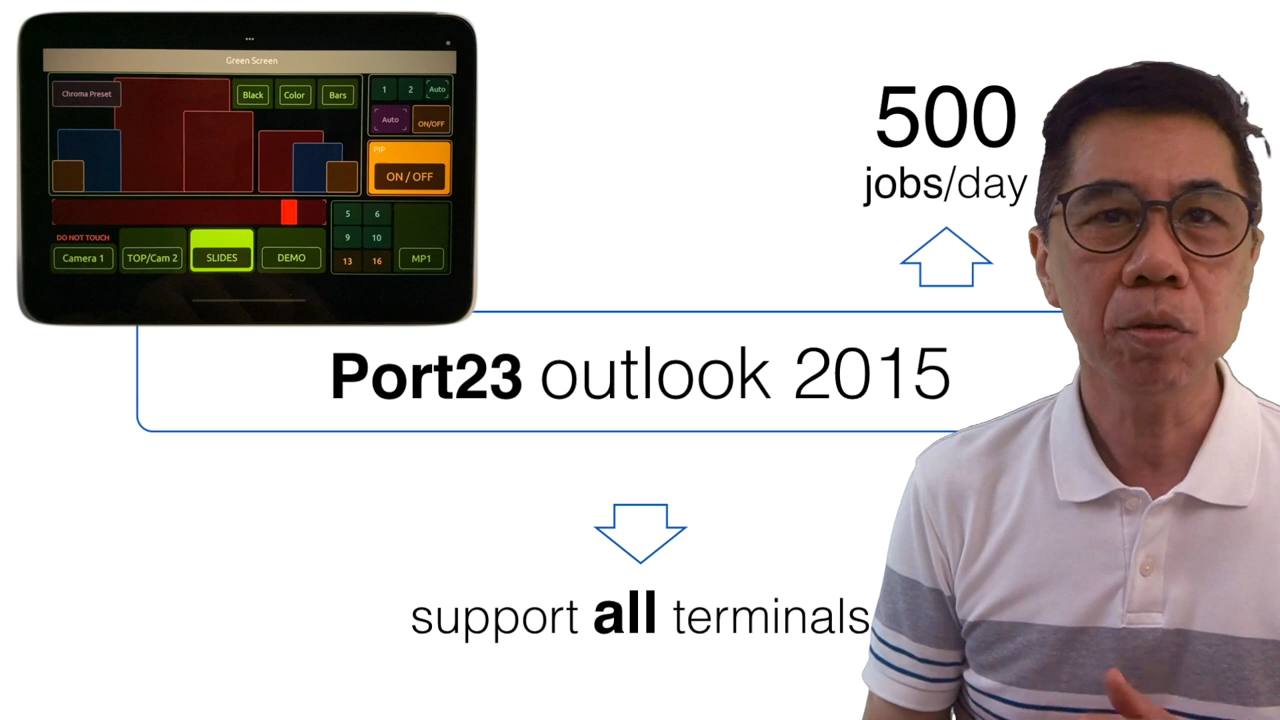 Green Screen
Chroma Preset
Black
Color
Bars
1
2
Auto
Auto
ON/OFF
PIP
ON / OFF
5
6
9
10
13
16
MP1
DO NOT TOUCH
Camera 1
TOP/Cam 2
SLIDES
DEMO
500
jobs/day
Port23 outlook 2015
support all terminals